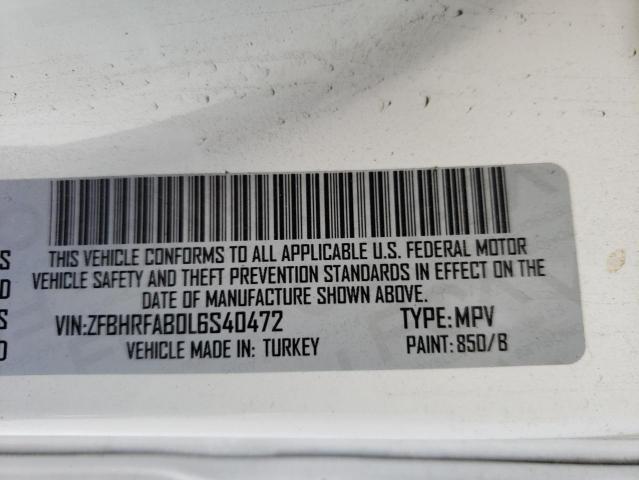 THIS VEHICLE CONFORMS TO ALL APPLICABLE U.S. FEDERAL MOTOR
VEHICLE SAFETY AND THEFT PREVENTION STANDARDS IN EFFECT ON THE
DATE OF MANUFACTURE SHOWN ABOVE.
VIN:ZFBHRFAB0L6S40472 TYPE:MPV
VEHICLE MADE IN: TURKEY PAINT:850/B